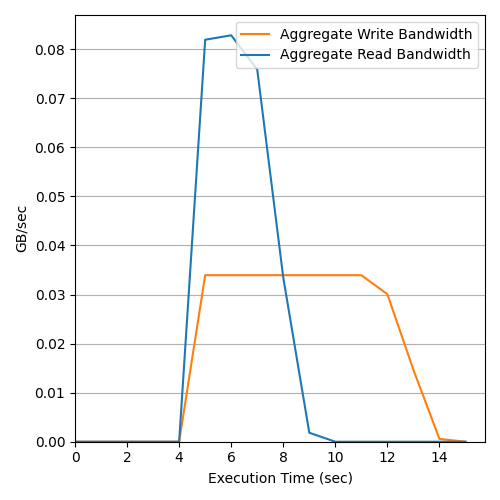 Aggregate Write Bandwidth
Aggregate Read Bandwidth
0.08
0.07
0.06
0.05
0.04
0.03
0.02
0.01
0.00
GB/sec
0 2 4 6 8 10 12 14
Execution Time (sec)